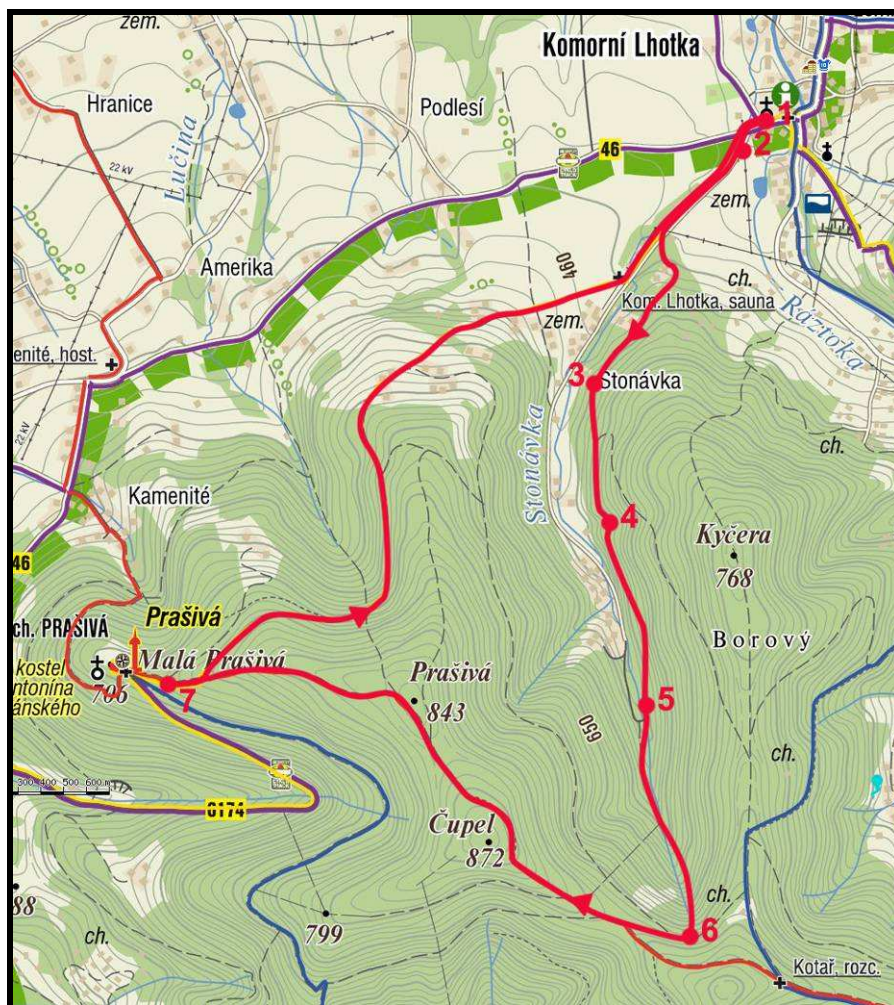 zem.
Komorní Lhotka
Hranice
Podlesí
1
Lučina
46
2
22 kV
zem.
Amerika
460
ch.
Kom. Lhotka, sauna
zem.
Ráztoka
enité, host.
3
Stonávka
22 kV
ch.
Stonávka
Kamenité
4
Kyčera
768
46
Prašivá
ch. PRAŠIVÁ
Malá Prašivá
Borový
kostel
706
ntonína
ánského
7
Prašivá
843
5
650
ch.
300 400 500 600 m
6174
Čupel
872
88
799
ch.
6
ch.
Kotař, rozc.